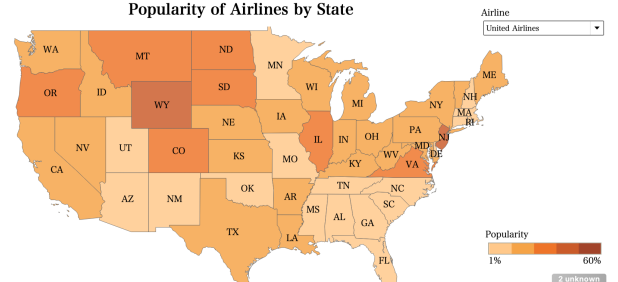 Popularity of Airlines by State
Airline
United Airlines
WA
MT
ND
MN
ME
OR
ID
WY
SD
WI
MI
NY
NH
MA
RI
NV
UT
CO
NE
IA
IL
IN
OH
PA
NJ
MD
DE
WV
VA
KY
CA
KS
MO
AZ
NM
OK
AR
TN
NC
SC
MS
AL
GA
TX
LA
FL
Popularity
1% 60%
2 unknown